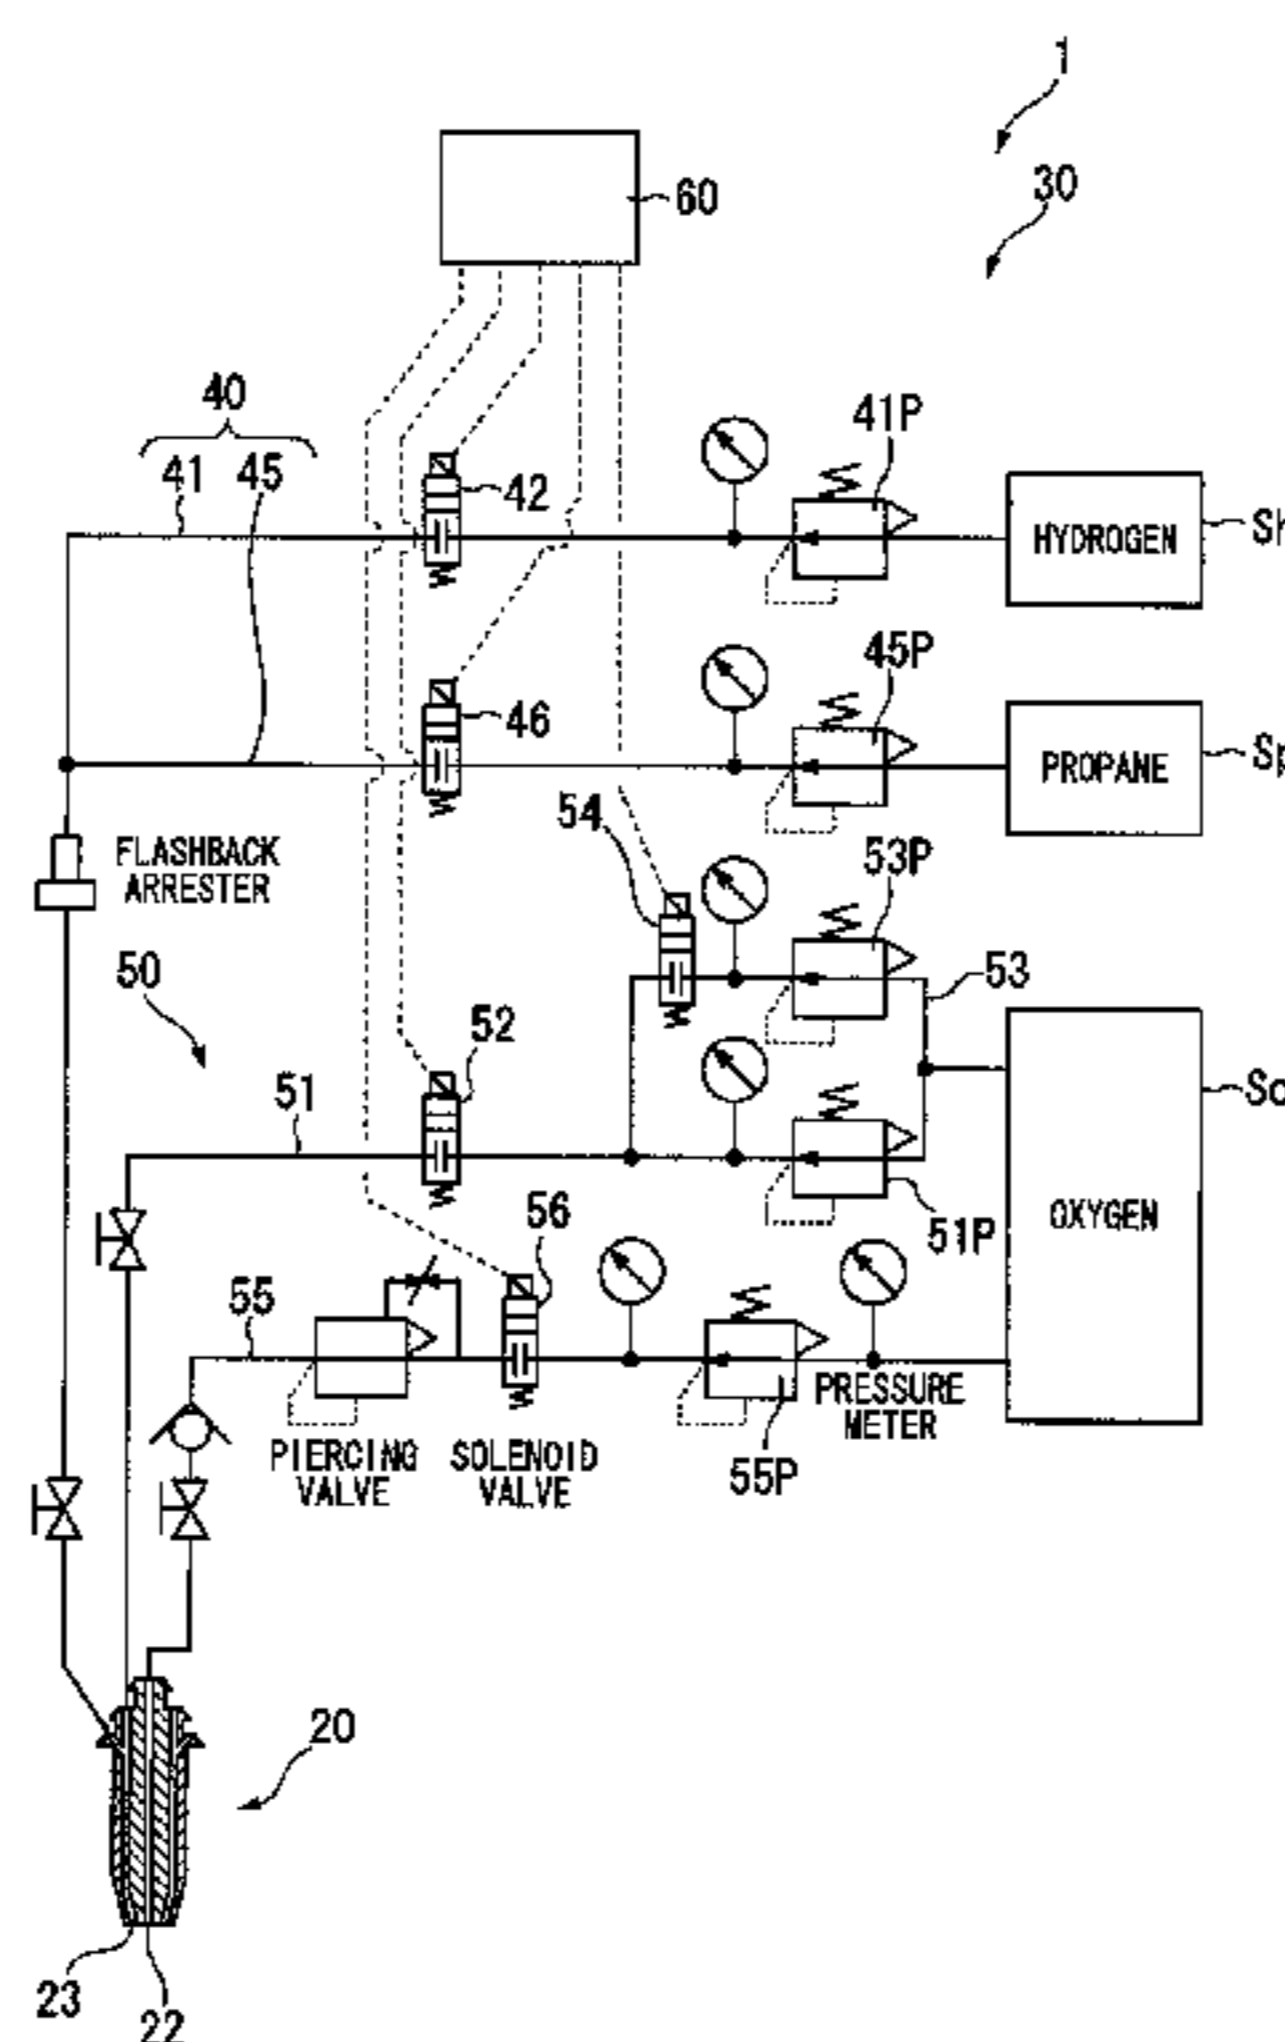 1
30
60
40
41P
41
45
42
HYDROGEN
45P
46
PROPANE
54
FLASHBACK
ARRESTER
53P
50
53
52
51
56
51P
OXYGEN
55
PRESSURE
METER
PIERCING
VALVE
SOLENOID
VALVE
55P
20
23
22